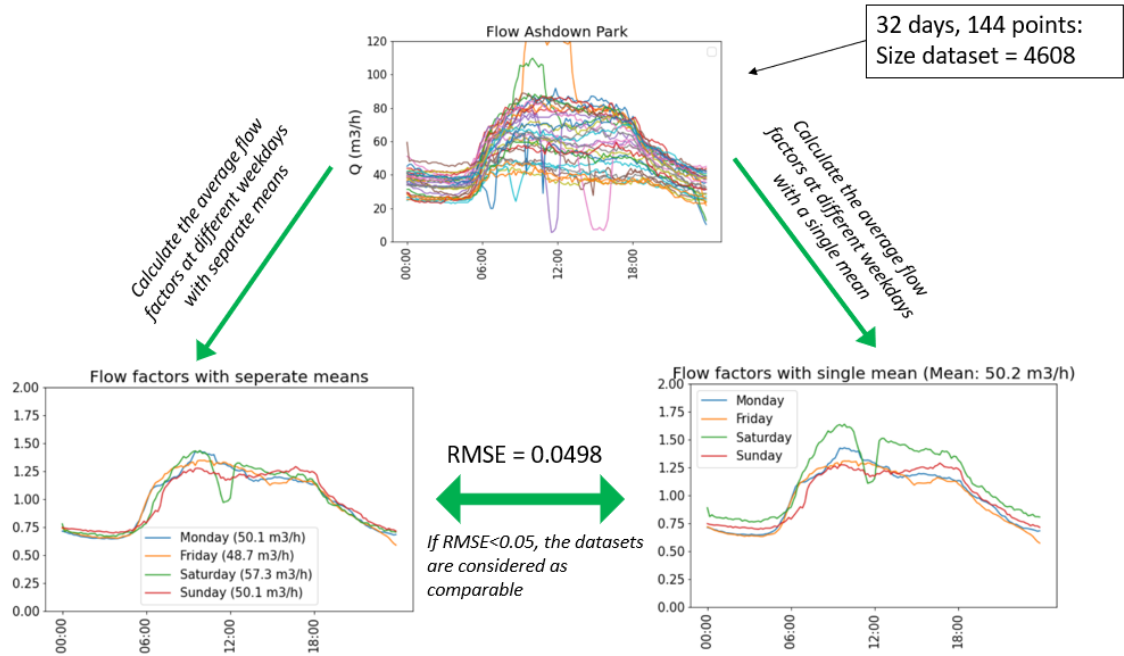 32 days, 144 points:
Size dataset = 4608
Flow Ashdown Park
120
100
80
60
40
20
0
Q (m3/h)
00:00
06:00
12:00
18:00
Calculate the average flow
factors at different weekdays
with separate means
Calculate the average flow
factors at different weekdays
with a single mean
Flow factors with seperate means
2.00
1.75
1.50
1.25
1.00
0.75
0.50
0.25
0.00
Monday (50.1 m3/h)
Friday (48.7 m3/h)
Saturday (57.3 m3/h)
Sunday (50.1 m3/h)
00:00
06:00
12:00
18:00
RMSE = 0.0498
If RMSE<0.05, the datasets
are considered as
comparable
Flow factors with single mean (Mean: 50.2 m3/h)
2.00
1.75
1.50
1.25
1.00
0.75
0.50
0.25
0.00
Monday
Friday
Saturday
Sunday
00:00
06:00
12:00
18:00